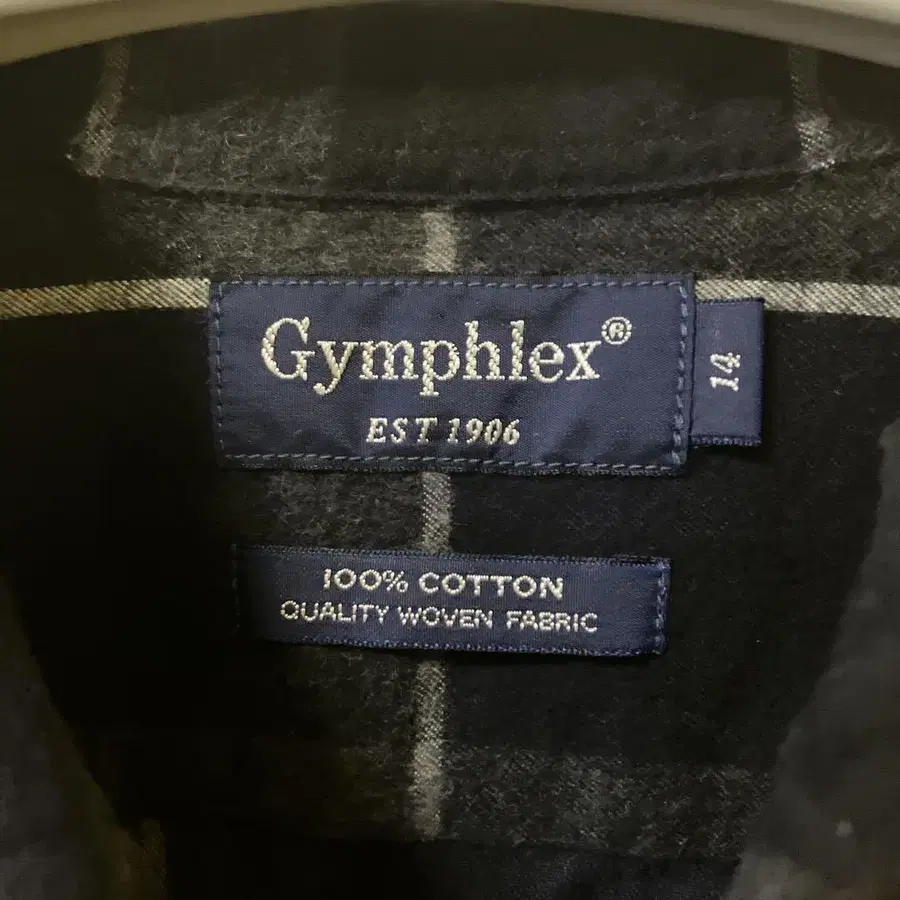 Gymphlex®
EST 1906
14
100% COTTON
QUALITY WOVEN FABRIC